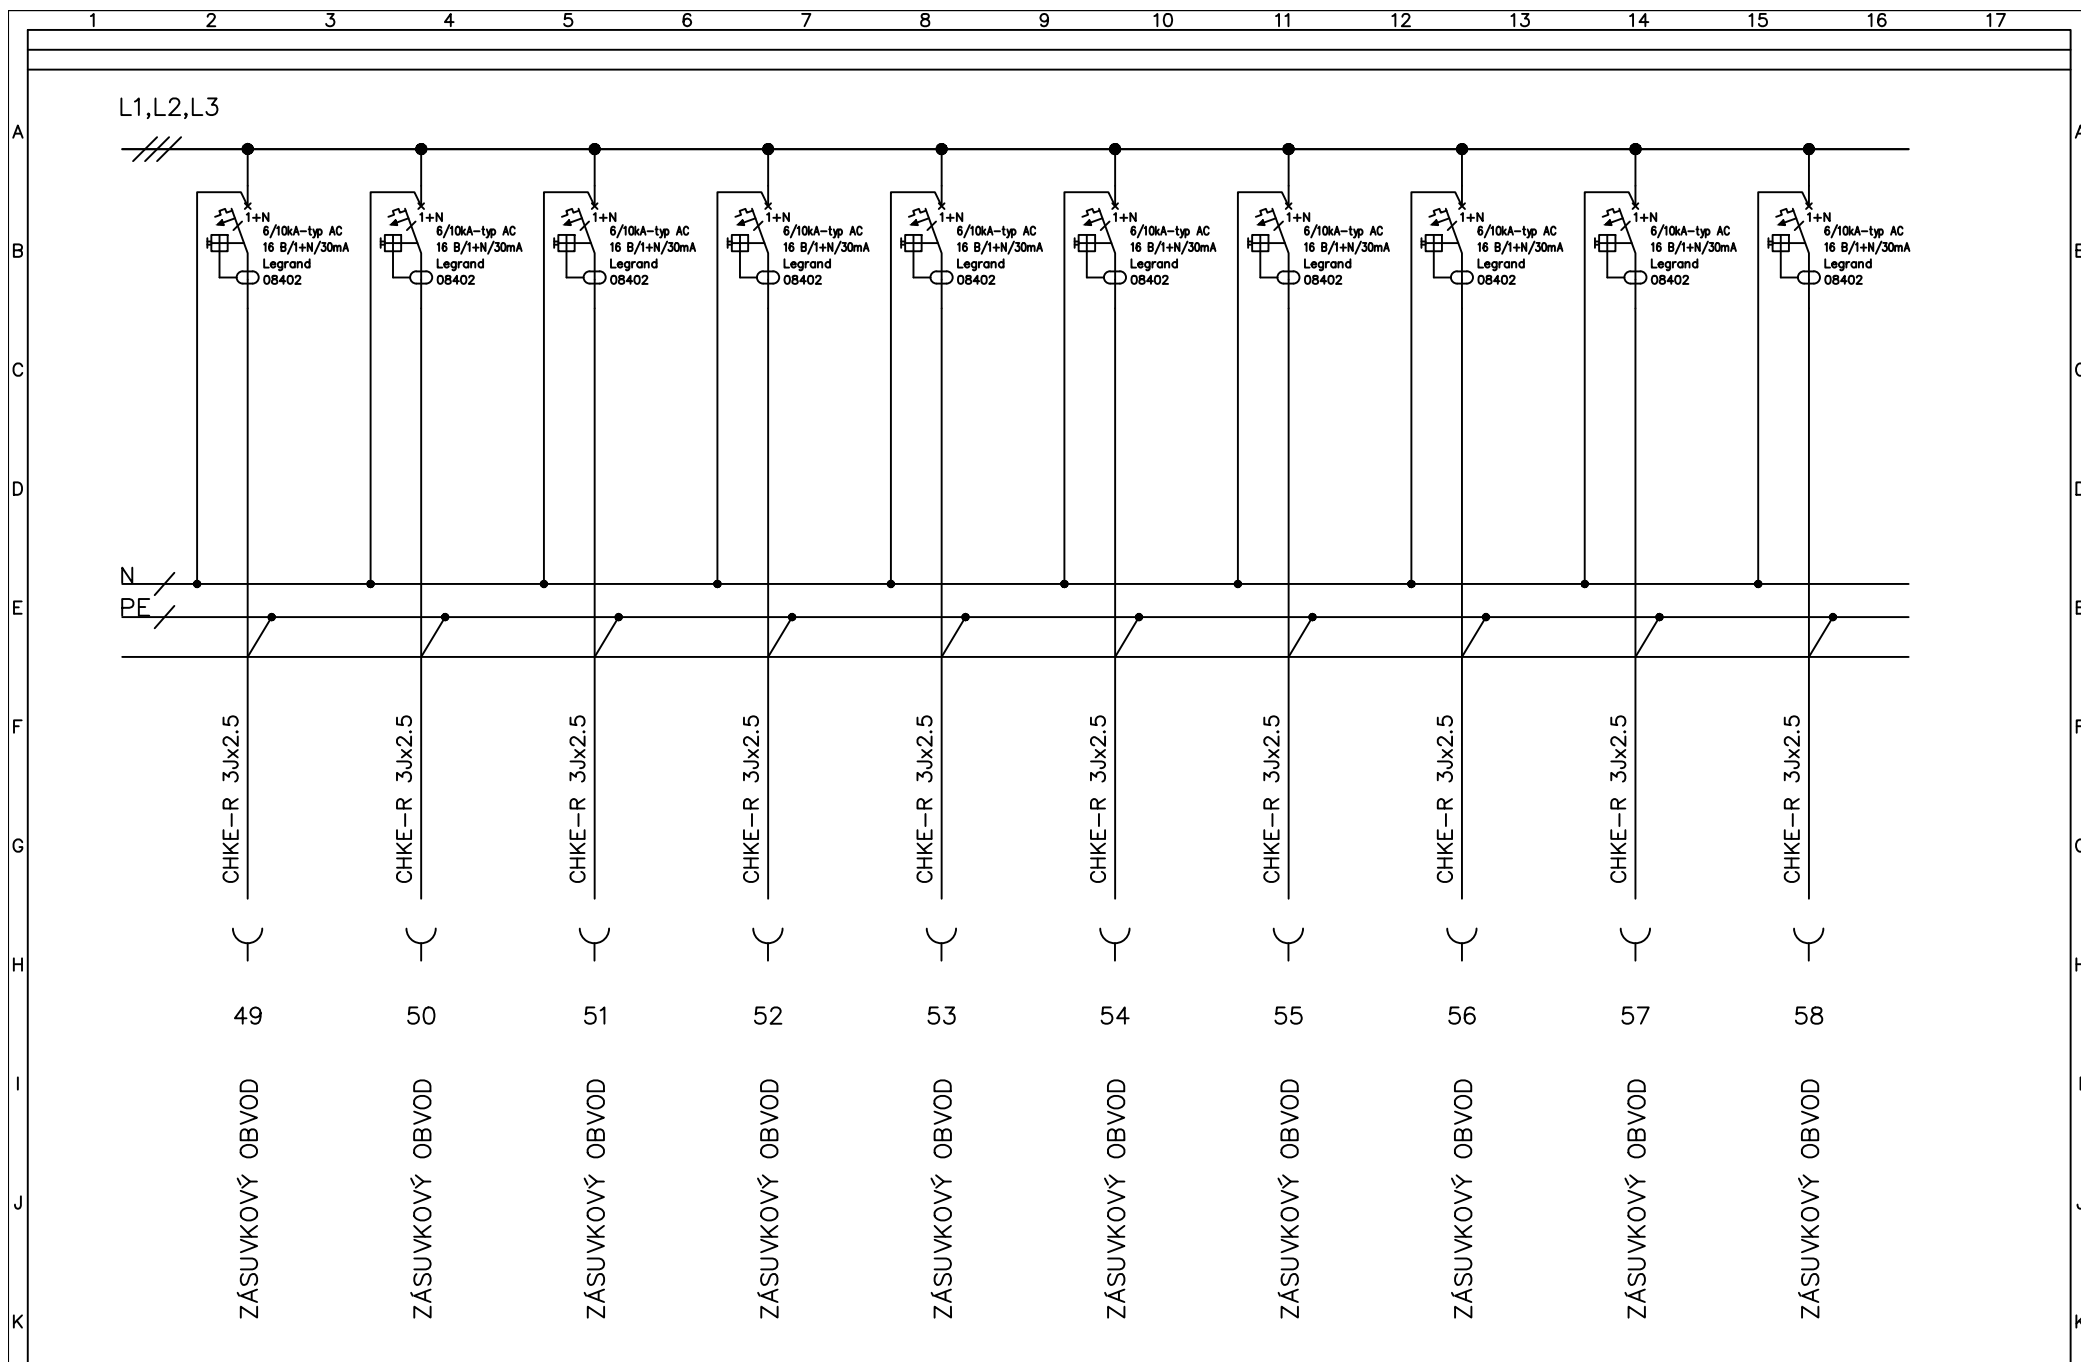 1 2 3 4 5 6 7 8 9 10 11 12 13 14 15 16 17
L1,L2,L3
A A
1+N 1+N 1+N 1+N 1+N 1+N 1+N 1+N 1+N 1+N
6/10kA-typ AC 6/10kA-typ AC 6/10kA-typ AC 6/10kA-typ AC 6/10kA-typ AC 6/10kA-typ AC 6/10kA-typ AC 6/10kA-typ AC 6/10kA-typ AC 6/10kA-typ AC
B 16 B/1+N/30mA 16 B/1+N/30mA 16 B/1+N/30mA 16 B/1+N/30mA 16 B/1+N/30mA 16 B/1+N/30mA 16 B/1+N/30mA 16 B/1+N/30mA 16 B/1+N/30mA 16 B/1+N/30mA B
Legrand Legrand Legrand Legrand Legrand Legrand Legrand Legrand Legrand Legrand
08402 08402 08402 08402 08402 08402 08402 08402 08402 08402
C C
D D
N
E PE E
F F
CHKE-R 3Jx2.5 CHKE-R 3Jx2.5 CHKE-R 3Jx2.5 CHKE-R 3Jx2.5 CHKE-R 3Jx2.5 CHKE-R 3Jx2.5 CHKE-R 3Jx2.5 CHKE-R 3Jx2.5 CHKE-R 3Jx2.5 CHKE-R 3Jx2.5
G G
H H
49 50 51 52 53 54 55 56 57 58
I I
ZÁSUVKOVÝ OBVOD ZÁSUVKOVÝ OBVOD ZÁSUVKOVÝ OBVOD ZÁSUVKOVÝ OBVOD ZÁSUVKOVÝ OBVOD ZÁSUVKOVÝ OBVOD ZÁSUVKOVÝ OBVOD ZÁSUVKOVÝ OBVOD ZÁSUVKOVÝ OBVOD ZÁSUVKOVÝ OBVOD
J J
K K